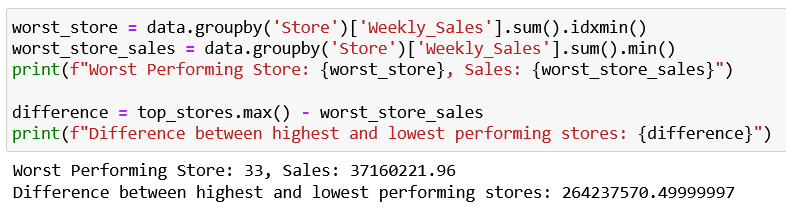 worst_store = data.groupby('Store')['Weekly_Sales'].sum().idxmin()
worst_store_sales = data.groupby('Store')['Weekly_Sales'].sum().min()
print(f"Worst Performing Store: {worst_store}, Sales: {worst_store_sales}")
difference = top_stores.max() - worst_store_sales
print(f"Difference between highest and lowest performing stores: {difference}")
Worst Performing Store: 33, Sales: 37160221.96
Difference between highest and lowest performing stores: 264237570.49999997